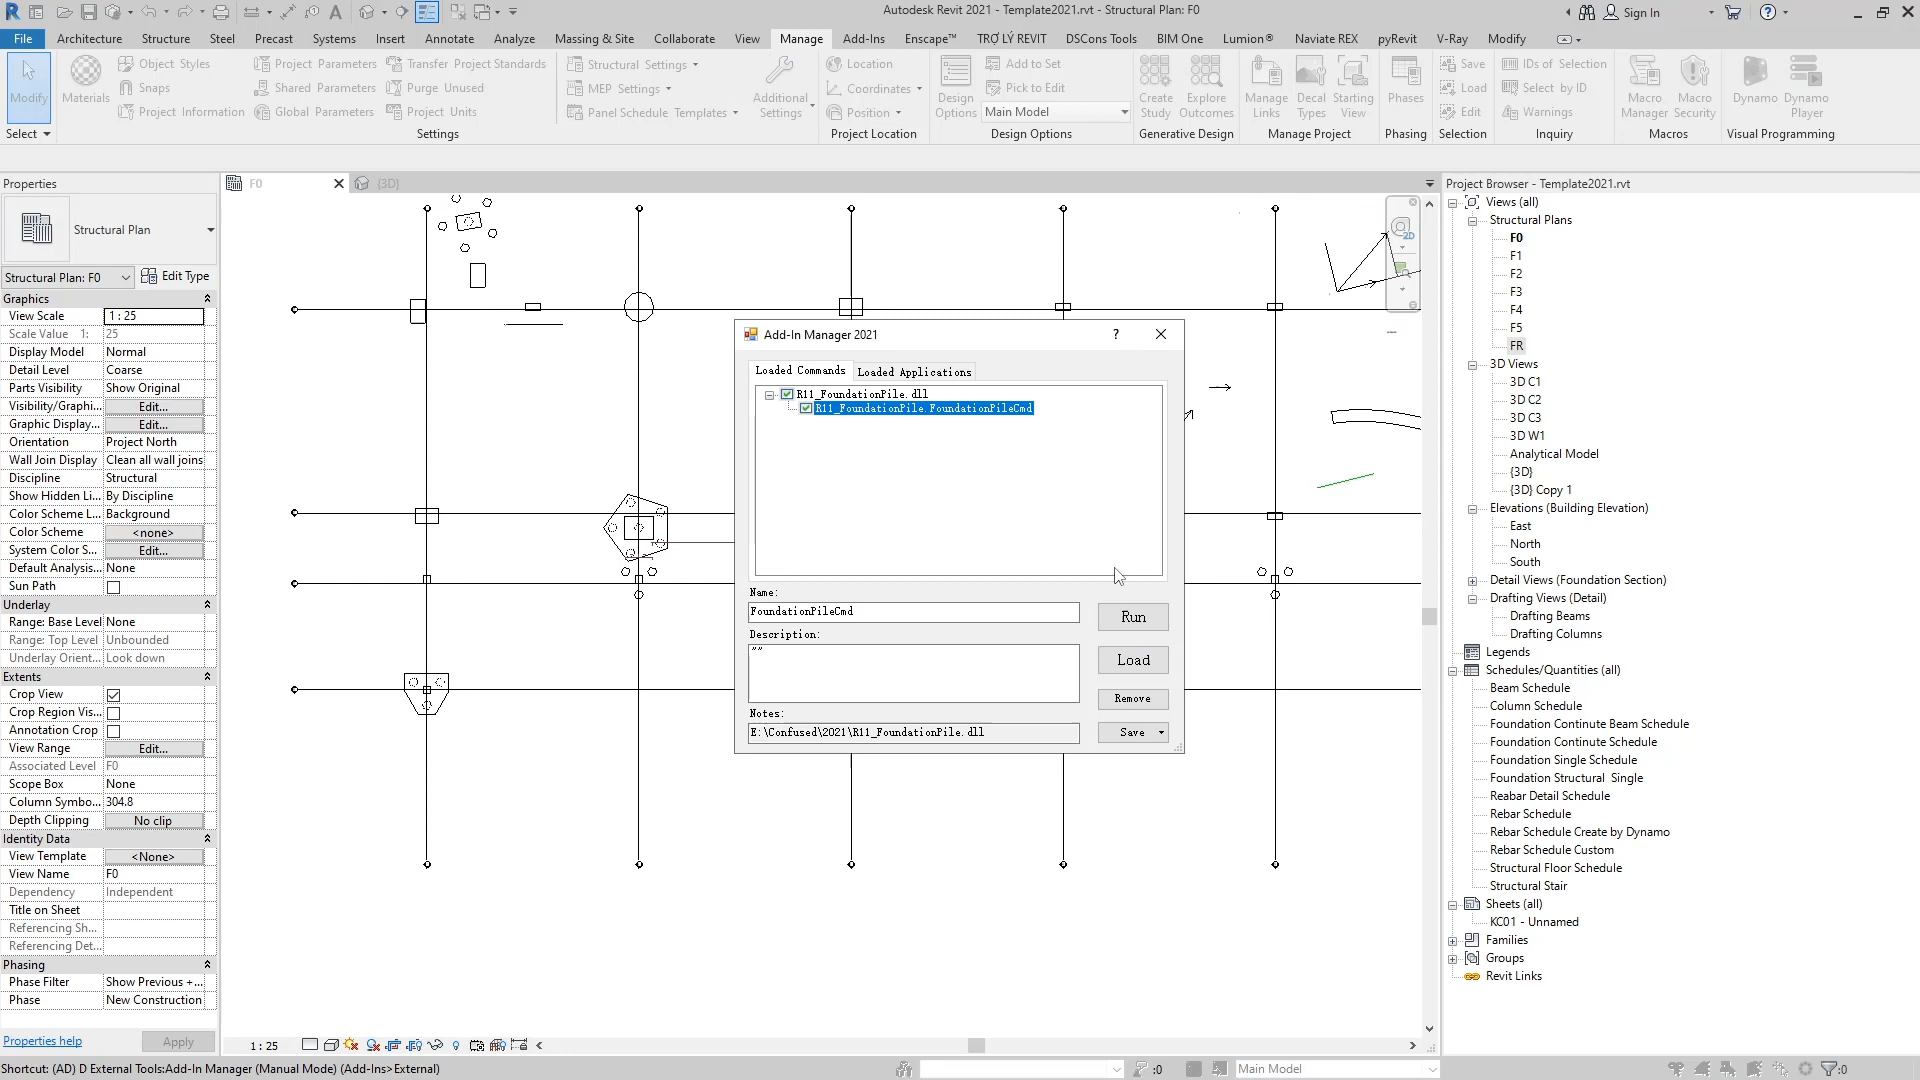 Autodesk Revit 2021 - Template2021.rvt - Structural Plan: F0
Sign In
File Architecture Structure Steel Precast Systems Insert Annotate Analyze Massing & Site Collaborate View Manage Add-Ins Enscape™ TRỢ LÝ REVIT DSCons Tools BIM One Lumion® Naviate REX pyRevit V-Ray Modify
Modify
Select
Materials
Object Styles
Snaps
Project Information
Project Parameters
Shared Parameters
Global Parameters
Transfer Project Standards
Purge Unused
Project Units
Settings
Structural Settings
MEP Settings
Panel Schedule Templates
Additional Settings
Location
Coordinates
Position
Project Location
Design Options
Add to Set
Pick to Edit
Main Model
Design Options
Create Study
Explore Outcomes
Generative Design
Manage Links
Decal Types
Starting View
Manage Project
Phases
Phasing
Save
Load
Edit
Selection
IDs of Selection
Select by ID
Warnings
Inquiry
Macro Manager
Macro Security
Macros
Dynamo
Dynamo Player
Visual Programming
Properties
Structural Plan
Structural Plan: F0
Edit Type
Graphics
View Scale 1 : 25
Scale Value 1: 25
Display Model Normal
Detail Level Coarse
Parts Visibility Show Original
Visibility/Graphi... Edit...
Graphic Display... Edit...
Orientation Project North
Wall Join Display Clean all wall joins
Discipline Structural
Show Hidden Li... By Discipline
Color Scheme L... Background
Color Scheme <none>
System Color S... Edit...
Default Analysis... None
Sun Path
Underlay
Range: Base Level None
Range: Top Level Unbounded
Underlay Orient... Look down
Extents
Crop View
Crop Region Vis...
Annotation Crop
View Range Edit...
Associated Level F0
Scope Box None
Column Symbo... 304.8
Depth Clipping No clip
Identity Data
View Template <None>
View Name F0
Dependency Independent
Title on Sheet
Referencing Sh...
Referencing Det...
Phasing
Phase Filter Show Previous +...
Phase New Construction
Properties help
Apply
F0
{3D}
2D
Add-In Manager 2021
?
Loaded Commands
Loaded Applications
R11_FoundationPile.dll
R11_FoundationPile.FoundationPileCmd
Name:
FoundationPileCmd
Run
Description:
""
Load
Remove
Notes:
E:\Confused\2021\R11_FoundationPile.dll
Save
Project Browser - Template2021.rvt
Views (all)
Structural Plans
F0
F1
F2
F3
F4
F5
FR
3D Views
3D C1
3D C2
3D C3
3D W1
Analytical Model
{3D}
{3D} Copy 1
Elevations (Building Elevation)
East
North
South
Detail Views (Foundation Section)
Drafting Views (Detail)
Drafting Beams
Drafting Columns
Legends
Schedules/Quantities (all)
Beam Schedule
Column Schedule
Foundation Continute Beam Schedule
Foundation Continute Schedule
Foundation Single Schedule
Foundation Structural Single
Reabar Detail Schedule
Rebar Schedule
Rebar Schedule Create by Dynamo
Rebar Schedule Custom
Structural Floor Schedule
Structural Stair
Sheets (all)
KC01 - Unnamed
Families
Groups
Revit Links
1 : 25
Shortcut: (AD) D External Tools:Add-In Manager (Manual Mode) (Add-Ins>External)
:0
Main Model
:0